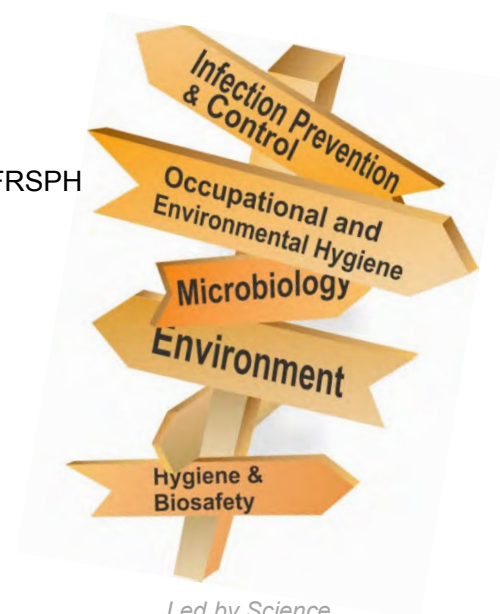 Infection Prevention
& Control
FRSPH
Occupational and
Environmental Hygiene
Microbiology
Environment
Hygiene &
Biosafety
Led by Science